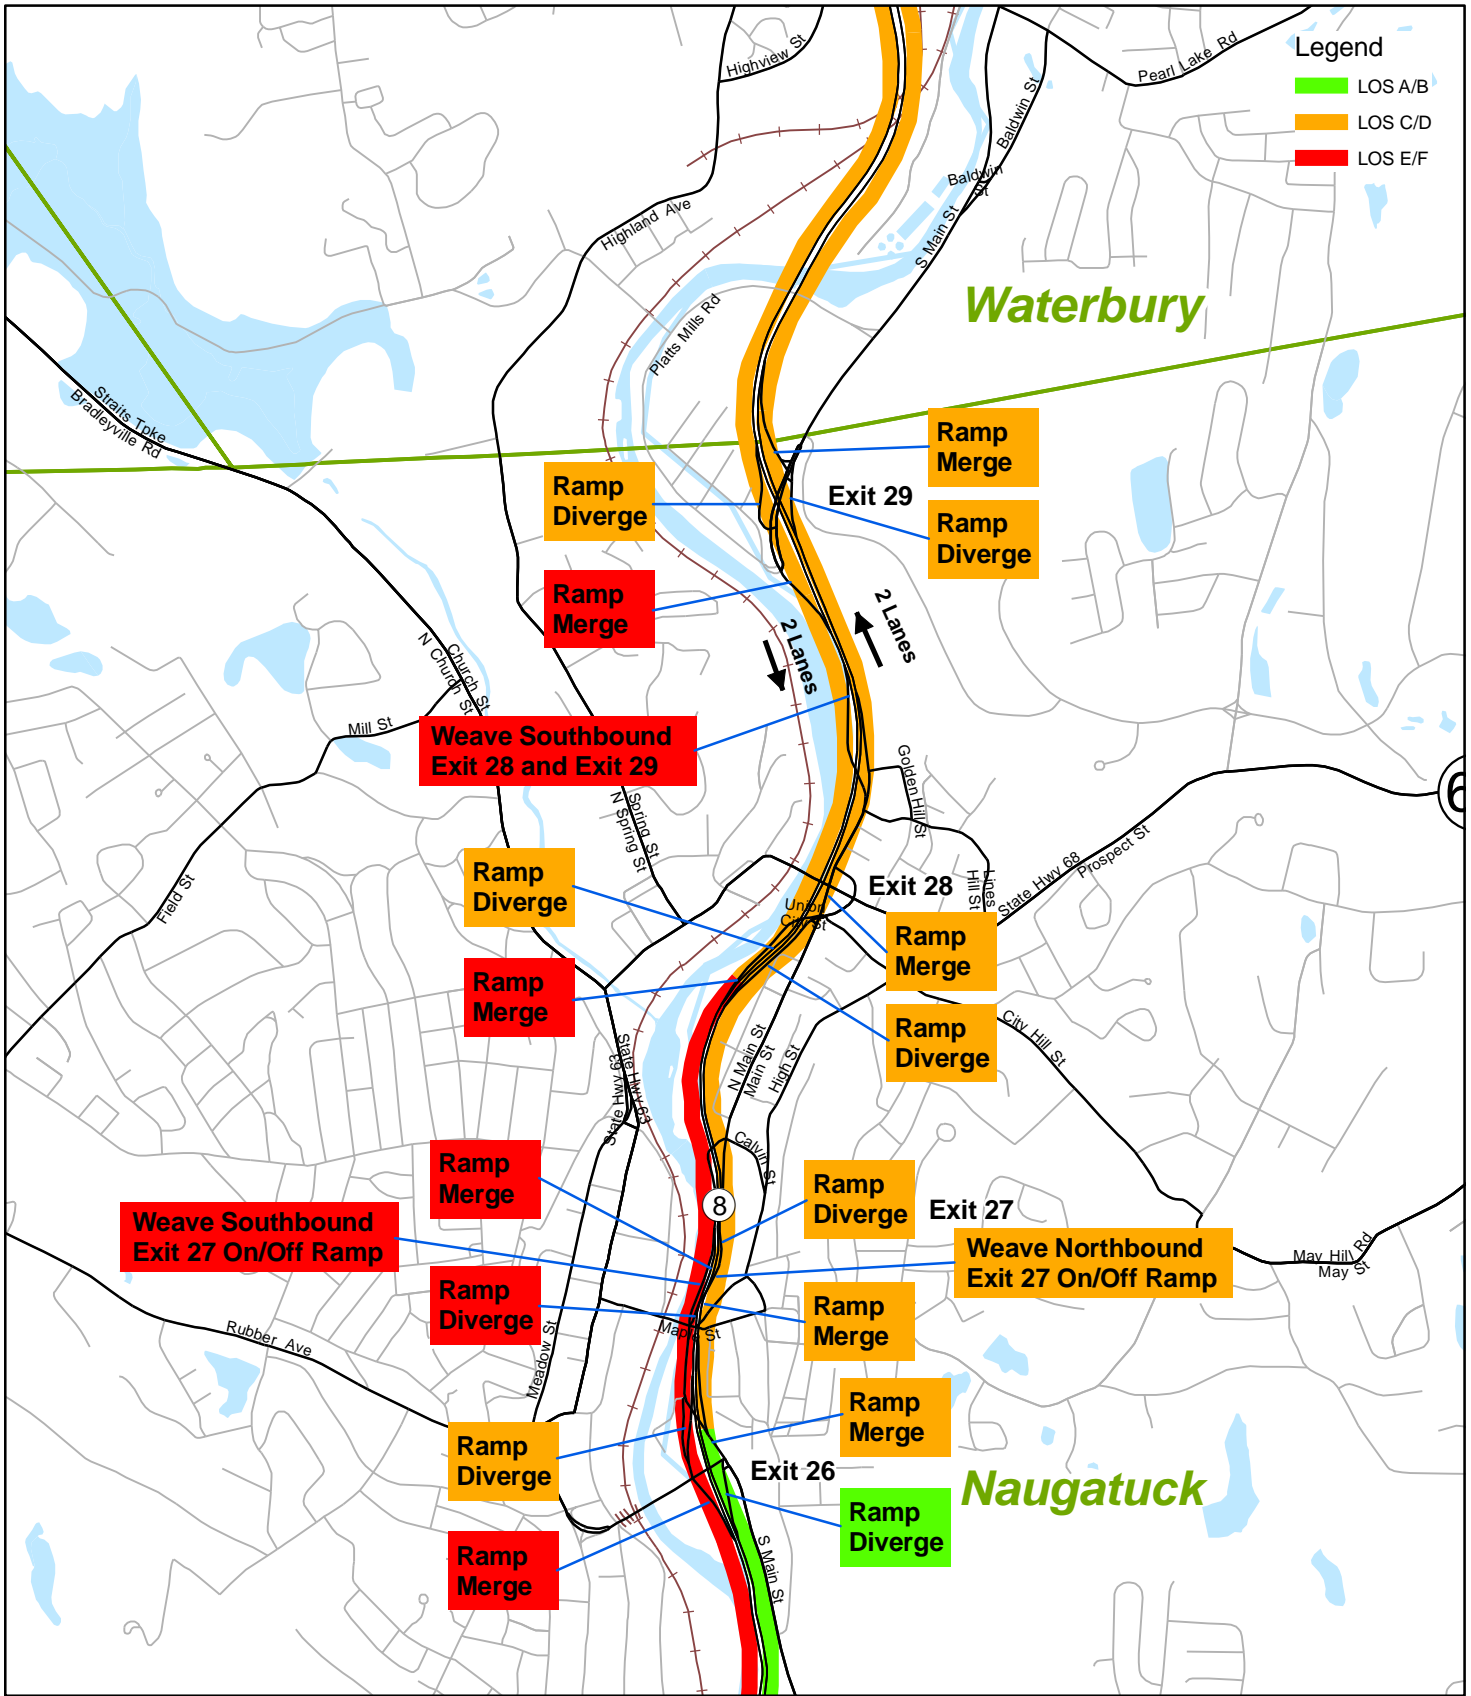 Legend
LOS A/B
LOS C/D
LOS E/F
Highview St
Pearl Lake Rd
Baldwin St
Baldwin
St
Highland Ave
S Main St
Waterbury
Platts Mills Rd
Straits Tpke
Bradleyville Rd
Ramp
Merge
Ramp
Diverge
Exit 29
Ramp
Diverge
Ramp
Merge
2 Lanes
2 Lanes
Church St
N Church St
Mill St
Weave Southbound
Exit 28 and Exit 29
Golden Hill St
6
Spring St
N Spring St
State Hwy 68
Prospect St
Lines
Hill St
Field St
Ramp
Diverge
Exit 28
Union
City St
Ramp
Merge
Ramp
Merge
Ramp
Diverge
City Hill St
N Main St
Main St
High St
State Hwy 63
State Hwy 63
Calvin St
Ramp
Merge
8
Ramp
Diverge
Exit 27
Weave Southbound
Exit 27 On/Off Ramp
Weave Northbound
Exit 27 On/Off Ramp
May Hill Rd
May St
Ramp
Diverge
Ramp
Merge
Maple St
Rubber Ave
Meadow St
Ramp
Merge
Ramp
Diverge
Exit 26
Naugatuck
Ramp
Diverge
Ramp
Merge
S Main St